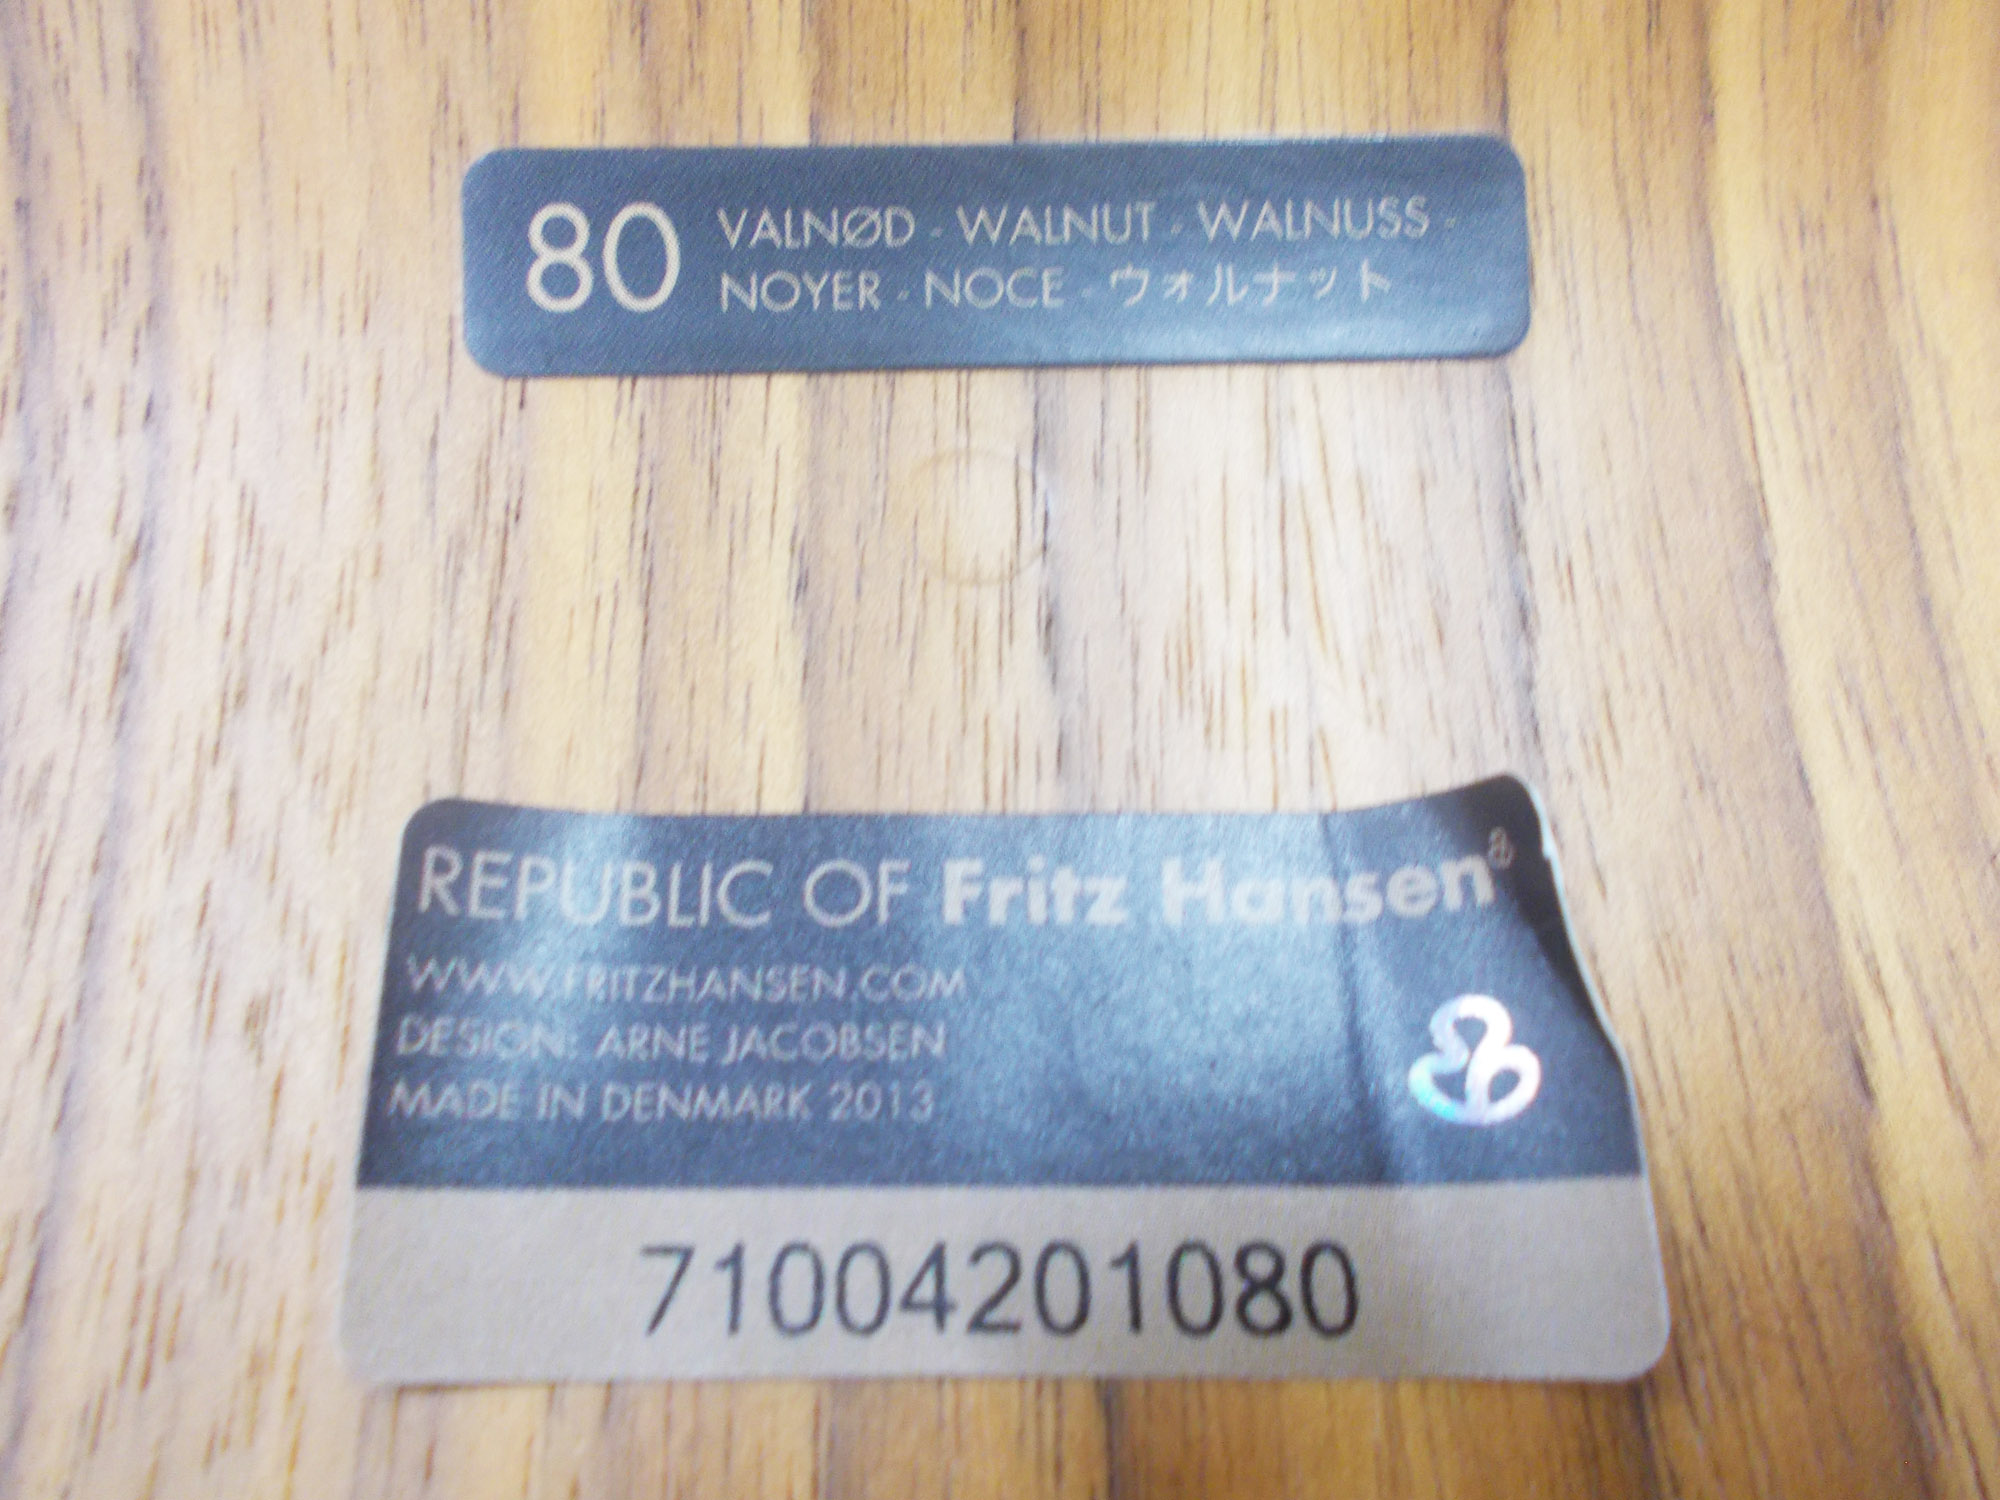 80 VALNØD - WALNUT - WALNUSS -
NOYER - NOCE - ウォルナット
REPUBLIC OF Fritz Hansen®
WWW.FRITZHANSEN.COM
DESIGN: ARNE JACOBSEN
MADE IN DENMARK 2013
71004201080